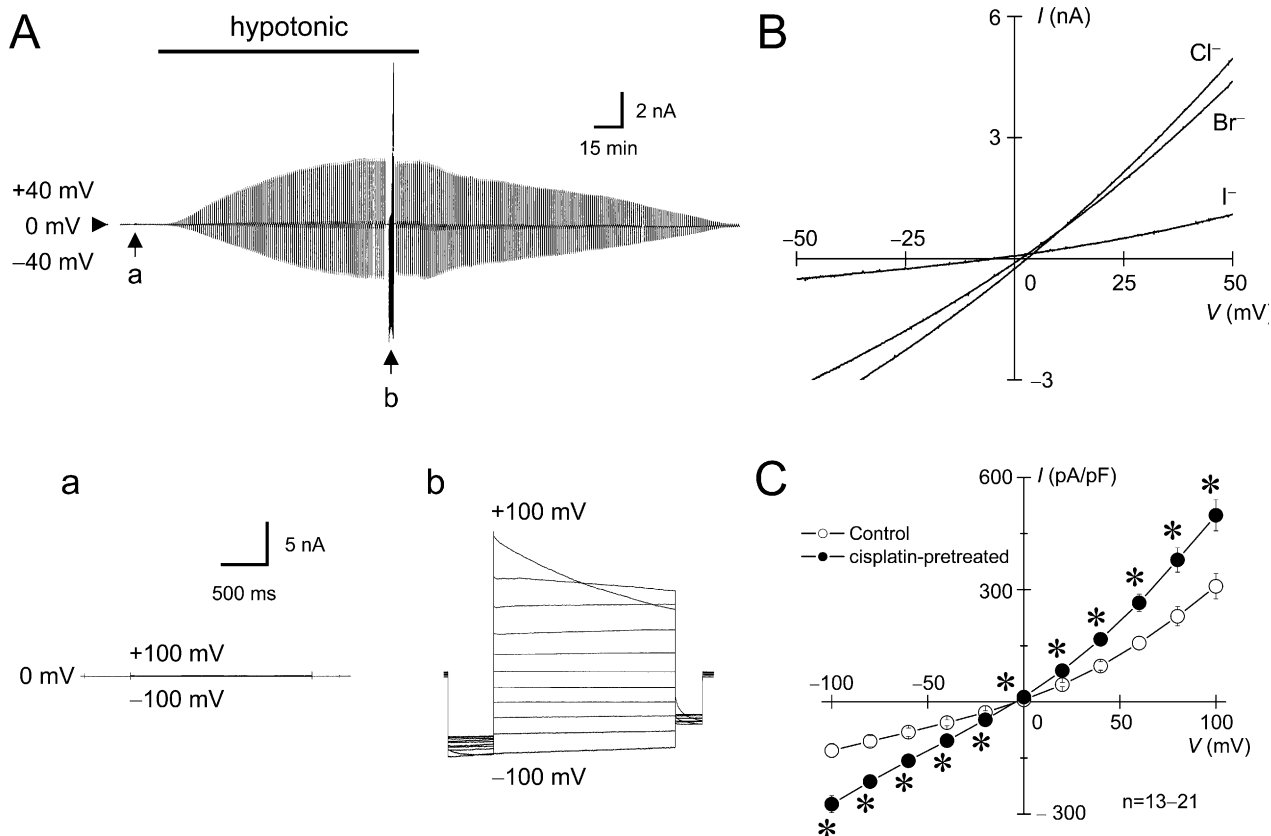 A
hypotonic
2 nA
15 min
+40 mV
0 mV
−40 mV
a
b
B
6
I (nA)
Cl−
Br−
3
I−
−50
−25
0
25
50
V (mV)
−3
a
5 nA
500 ms
+100 mV
0 mV
−100 mV
b
+100 mV
−100 mV
C
600
I (pA/pF)
Control
cisplatin-pretreated
300
−100
−50
0
50
100
V (mV)
n=13−21
−300